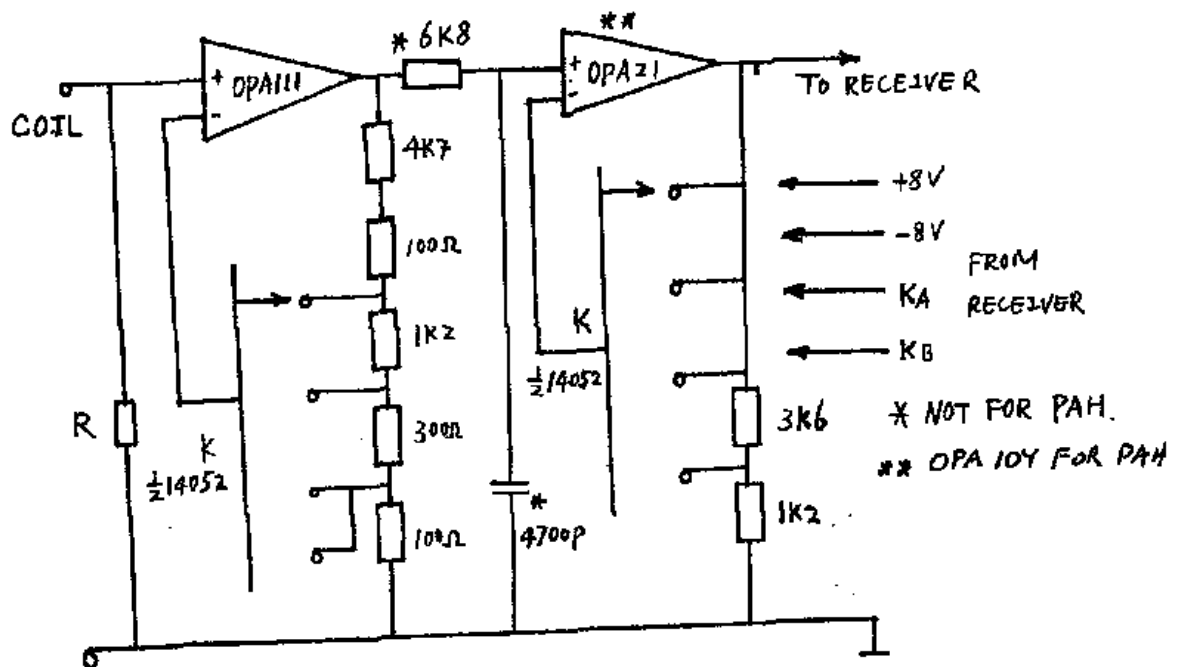 * 6K8
**
+
OPA111
-
+
OPA21
-
TO RECEIVER
COIL
4K7
100Ω
1K2
300Ω
100Ω
R
K
½14052
K
½14052
*
4700P
+8V
-8V
FROM
RECEIVER
KA
KB
3K6
1K2
* NOT FOR PAH.
** OPA 104 FOR PAH